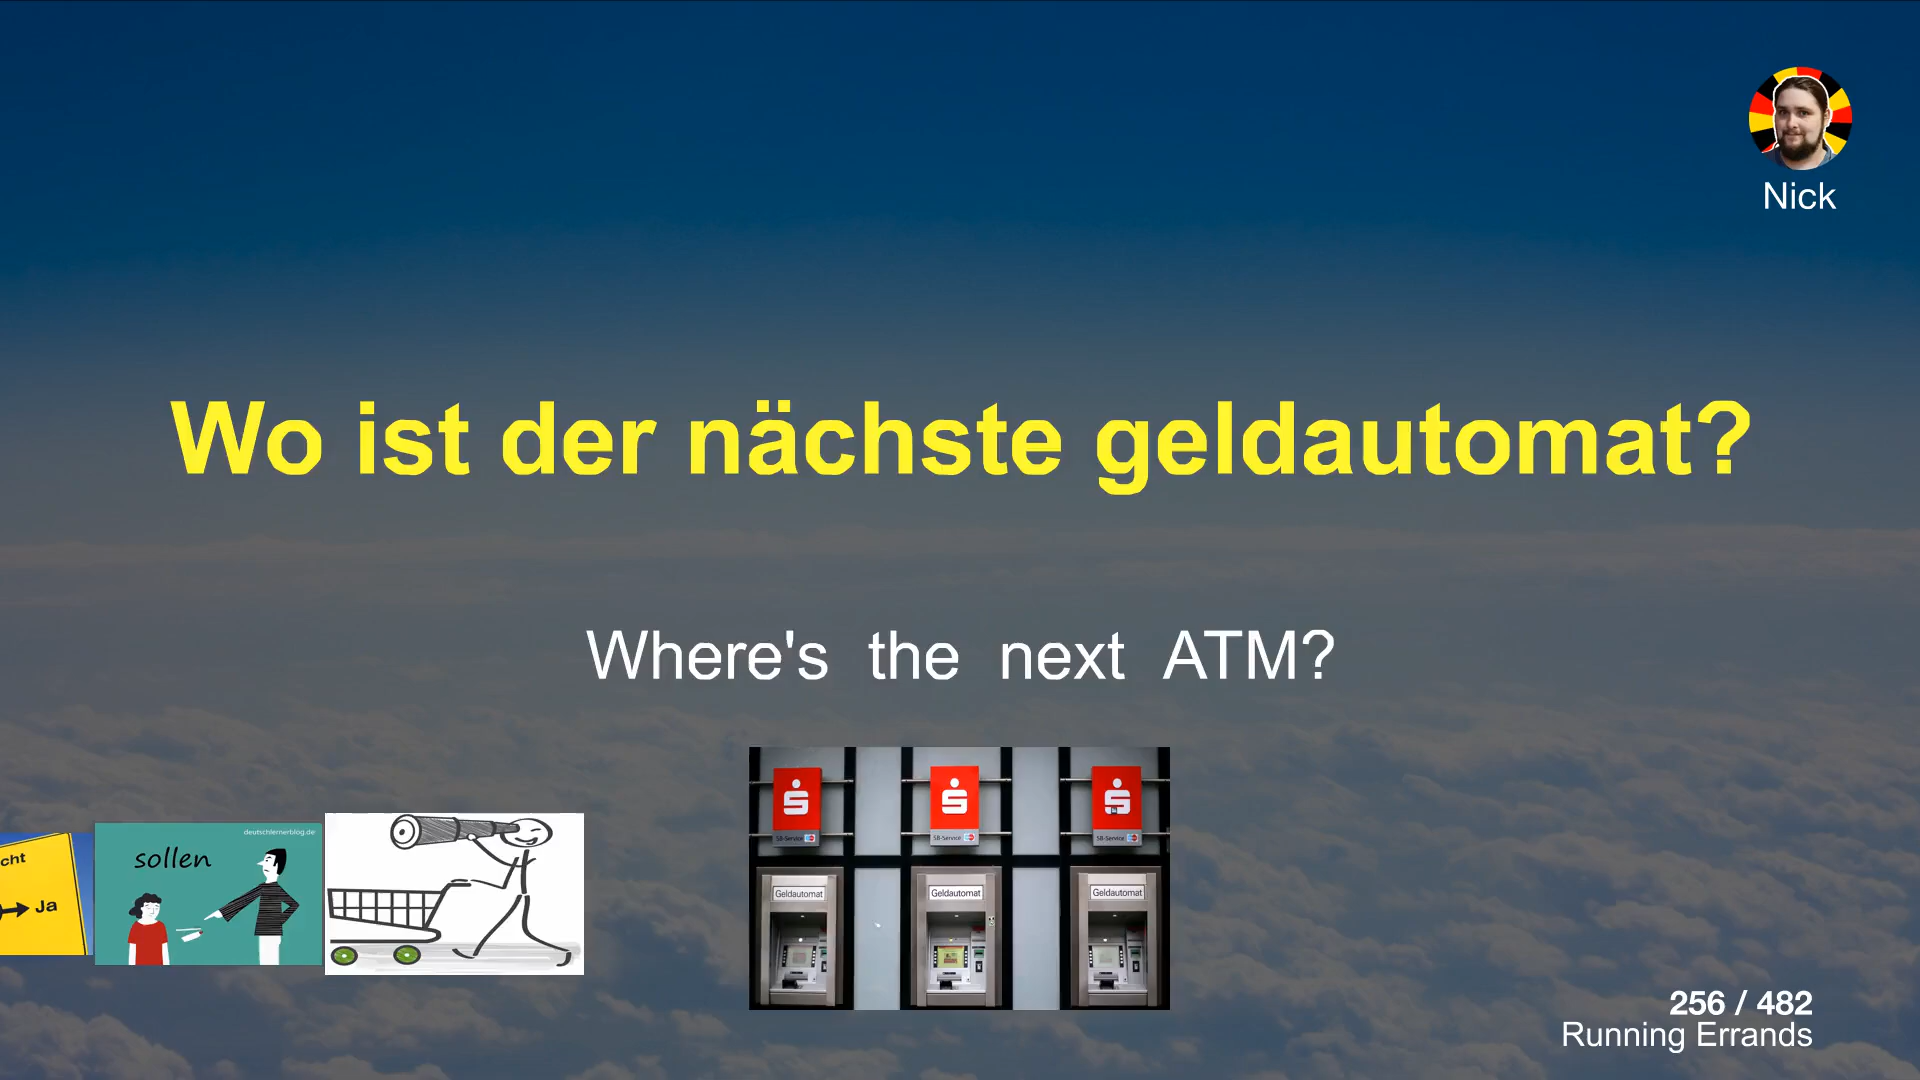 Nick
Wo ist der nächste geldautomat?
Where's the next ATM?
cht
Ja
deutschlernerblog.de
sollen
SB-Service
SB-Service
SB-Service
Geldautomat
Geldautomat
Geldautomat
256 / 482
Running Errands